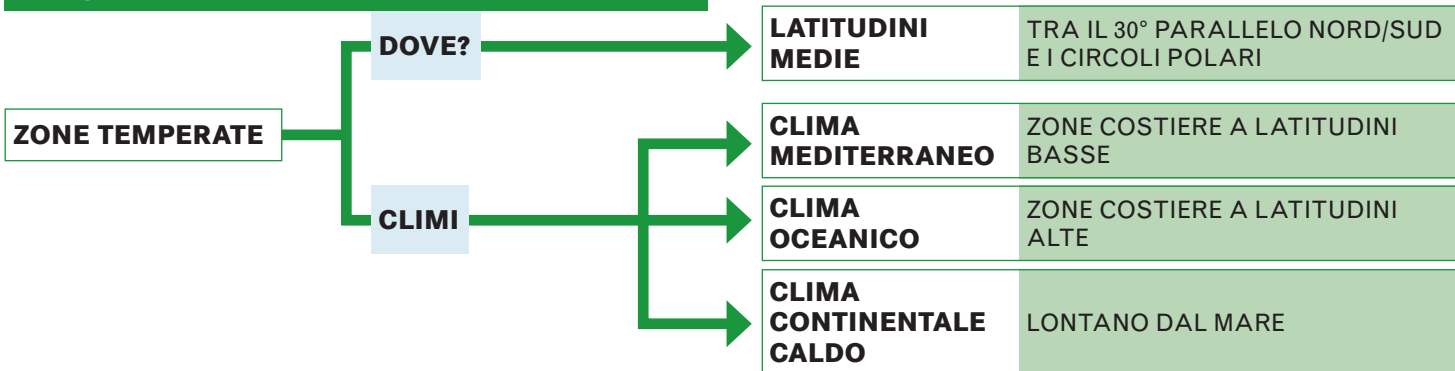 ZONE TEMPERATE
DOVE?
LATITUDINI
MEDIE
TRA IL 30° PARALLELO NORD/SUD
E I CIRCOLI POLARI
CLIMI
CLIMA
MEDITERRANEO
ZONE COSTIERE A LATITUDINI
BASSE
CLIMA
OCEANICO
ZONE COSTIERE A LATITUDINI
ALTE
CLIMA
CONTINENTALE
CALDO
LONTANO DAL MARE